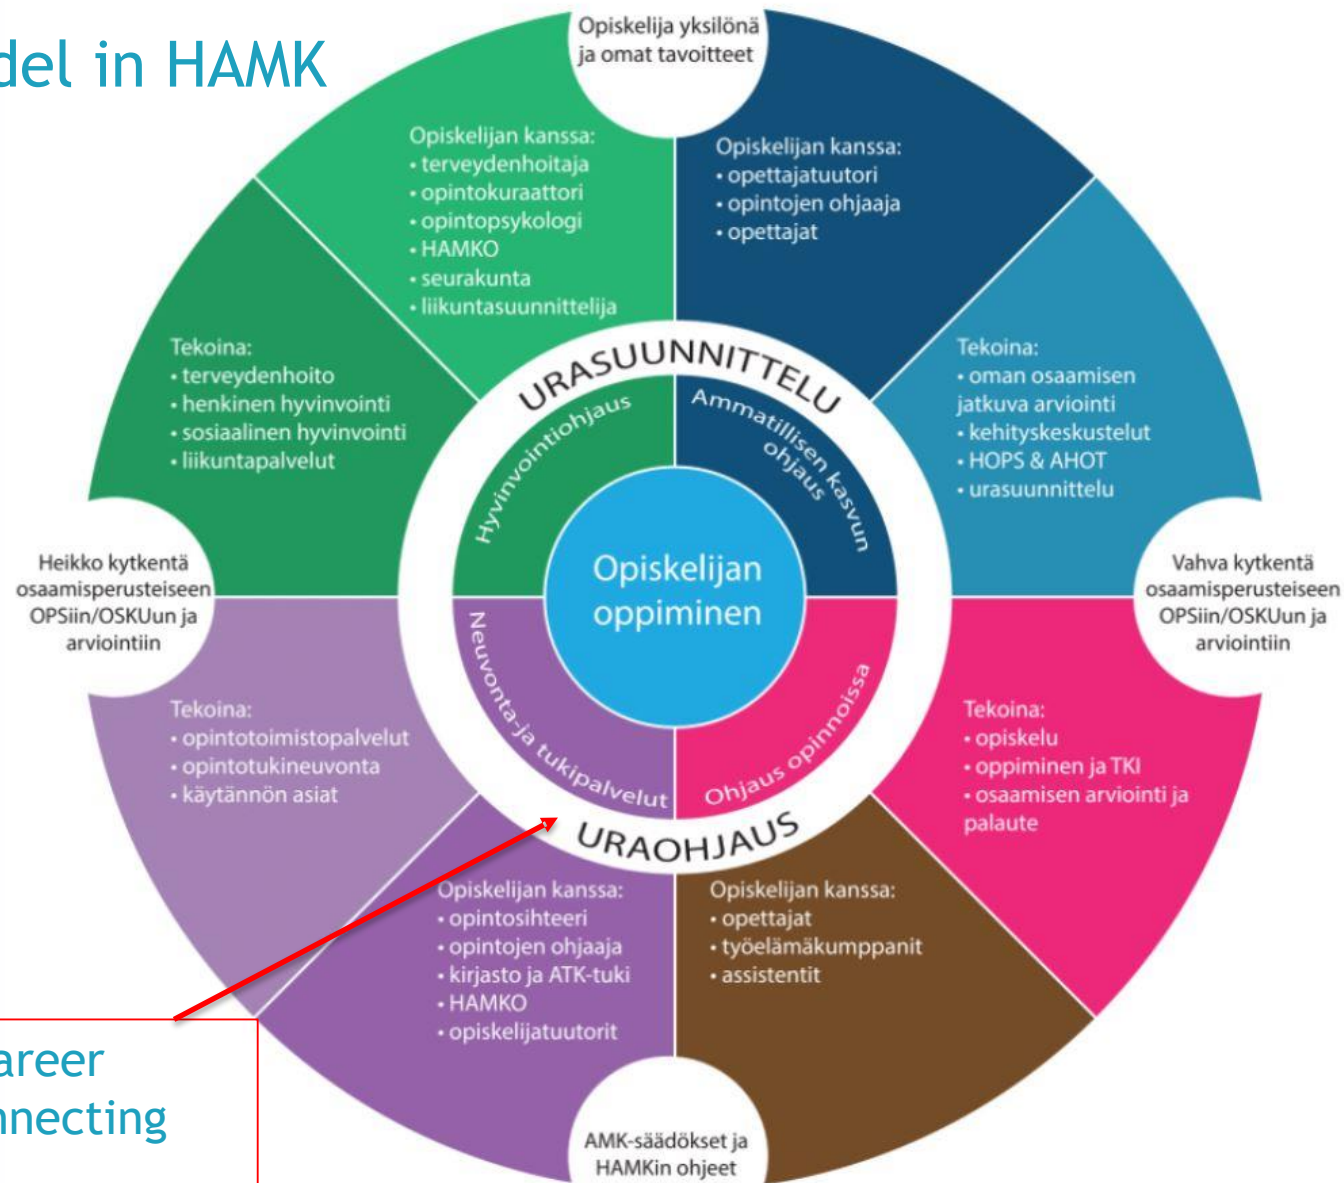 del in HAMK
Opiskelija yksilönä
ja omat tavoitteet
Opiskelijan kanssa:
• terveydenhoitaja
• opintokuraattori
• opintopsykologi
• HAMKO
• seurakunta
• liikuntasuunnittelija
Opiskelijan kanssa:
• opettajatuutori
• opintojen ohjaaja
• opettajat
Tekoina:
• terveydenhoito
• henkinen hyvinvointi
• sosiaalinen hyvinvointi
• liikuntapalvelut
Tekoina:
• oman osaamisen
jatkuva arviointi
• kehityskeskustelut
• HOPS & AHOT
• urasuunnittelu
URASUUNNITTELU
Hyvinvointiohjaus
Ammatillisen kasvun
ohjaus
Opiskelijan
oppiminen
Heikko kytkentä
osaamisperusteiseen
OPSiin/OSKUun ja
arviointiin
Vahva kytkentä
osaamisperusteiseen
OPSiin/OSKUun ja
arviointiin
Neuvonta-ja tukipalvelut
Ohjaus opinnoissa
URAOHJAUS
Tekoina:
• opintotoimistopalvelut
• opintotukineuvonta
• käytännön asiat
Tekoina:
• opiskelu
• oppiminen ja TKI
• osaamisen arviointi ja
palaute
Opiskelijan kanssa:
• opintosihteeri
• opintojen ohjaaja
• kirjasto ja ATK-tuki
• HAMKO
• opiskelijatuutorit
Opiskelijan kanssa:
• opettajat
• työelämäkumppanit
• assistentit
areer
nnecting
AMK-säädökset ja
HAMKin ohjeet